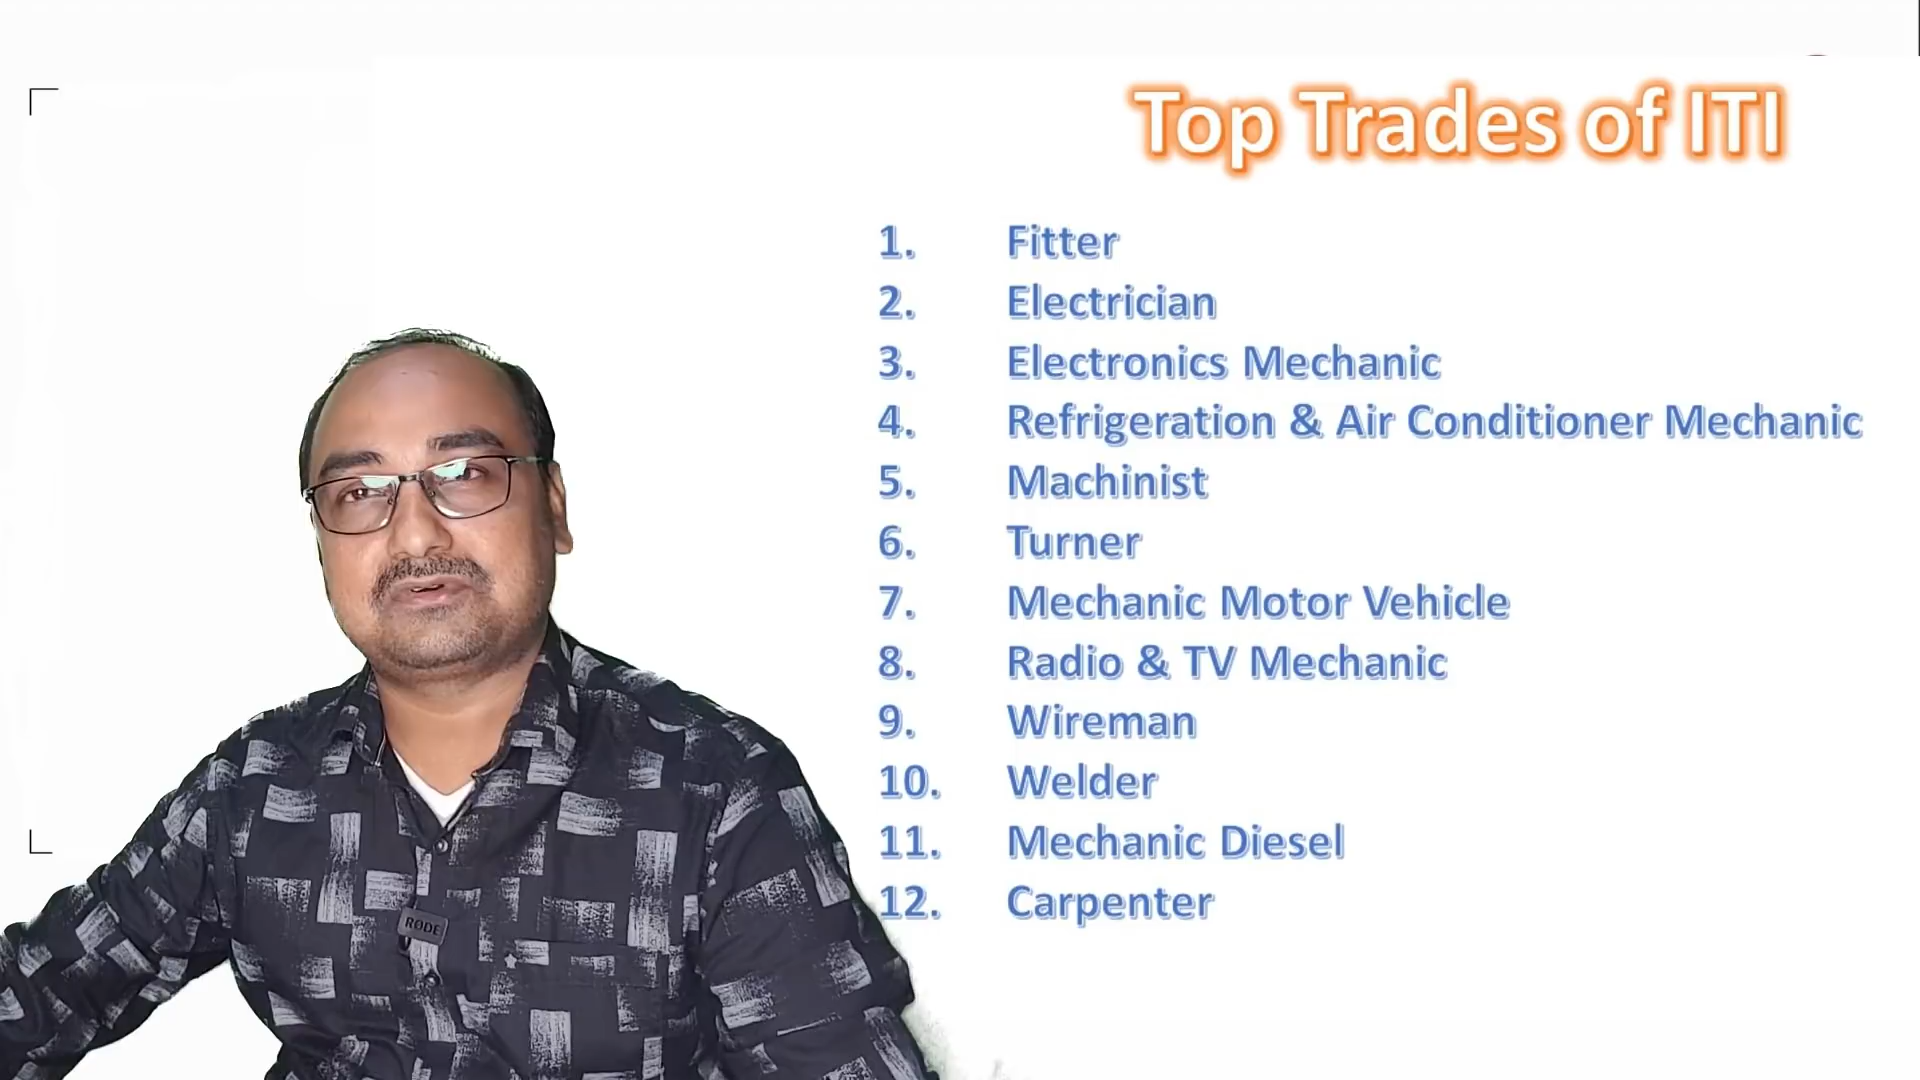 Top Trades of ITI
1. Fitter
2. Electrician
3. Electronics Mechanic
4. Refrigeration & Air Conditioner Mechanic
5. Machinist
6. Turner
7. Mechanic Motor Vehicle
8. Radio & TV Mechanic
9. Wireman
10. Welder
11. Mechanic Diesel
12. Carpenter
RØDE